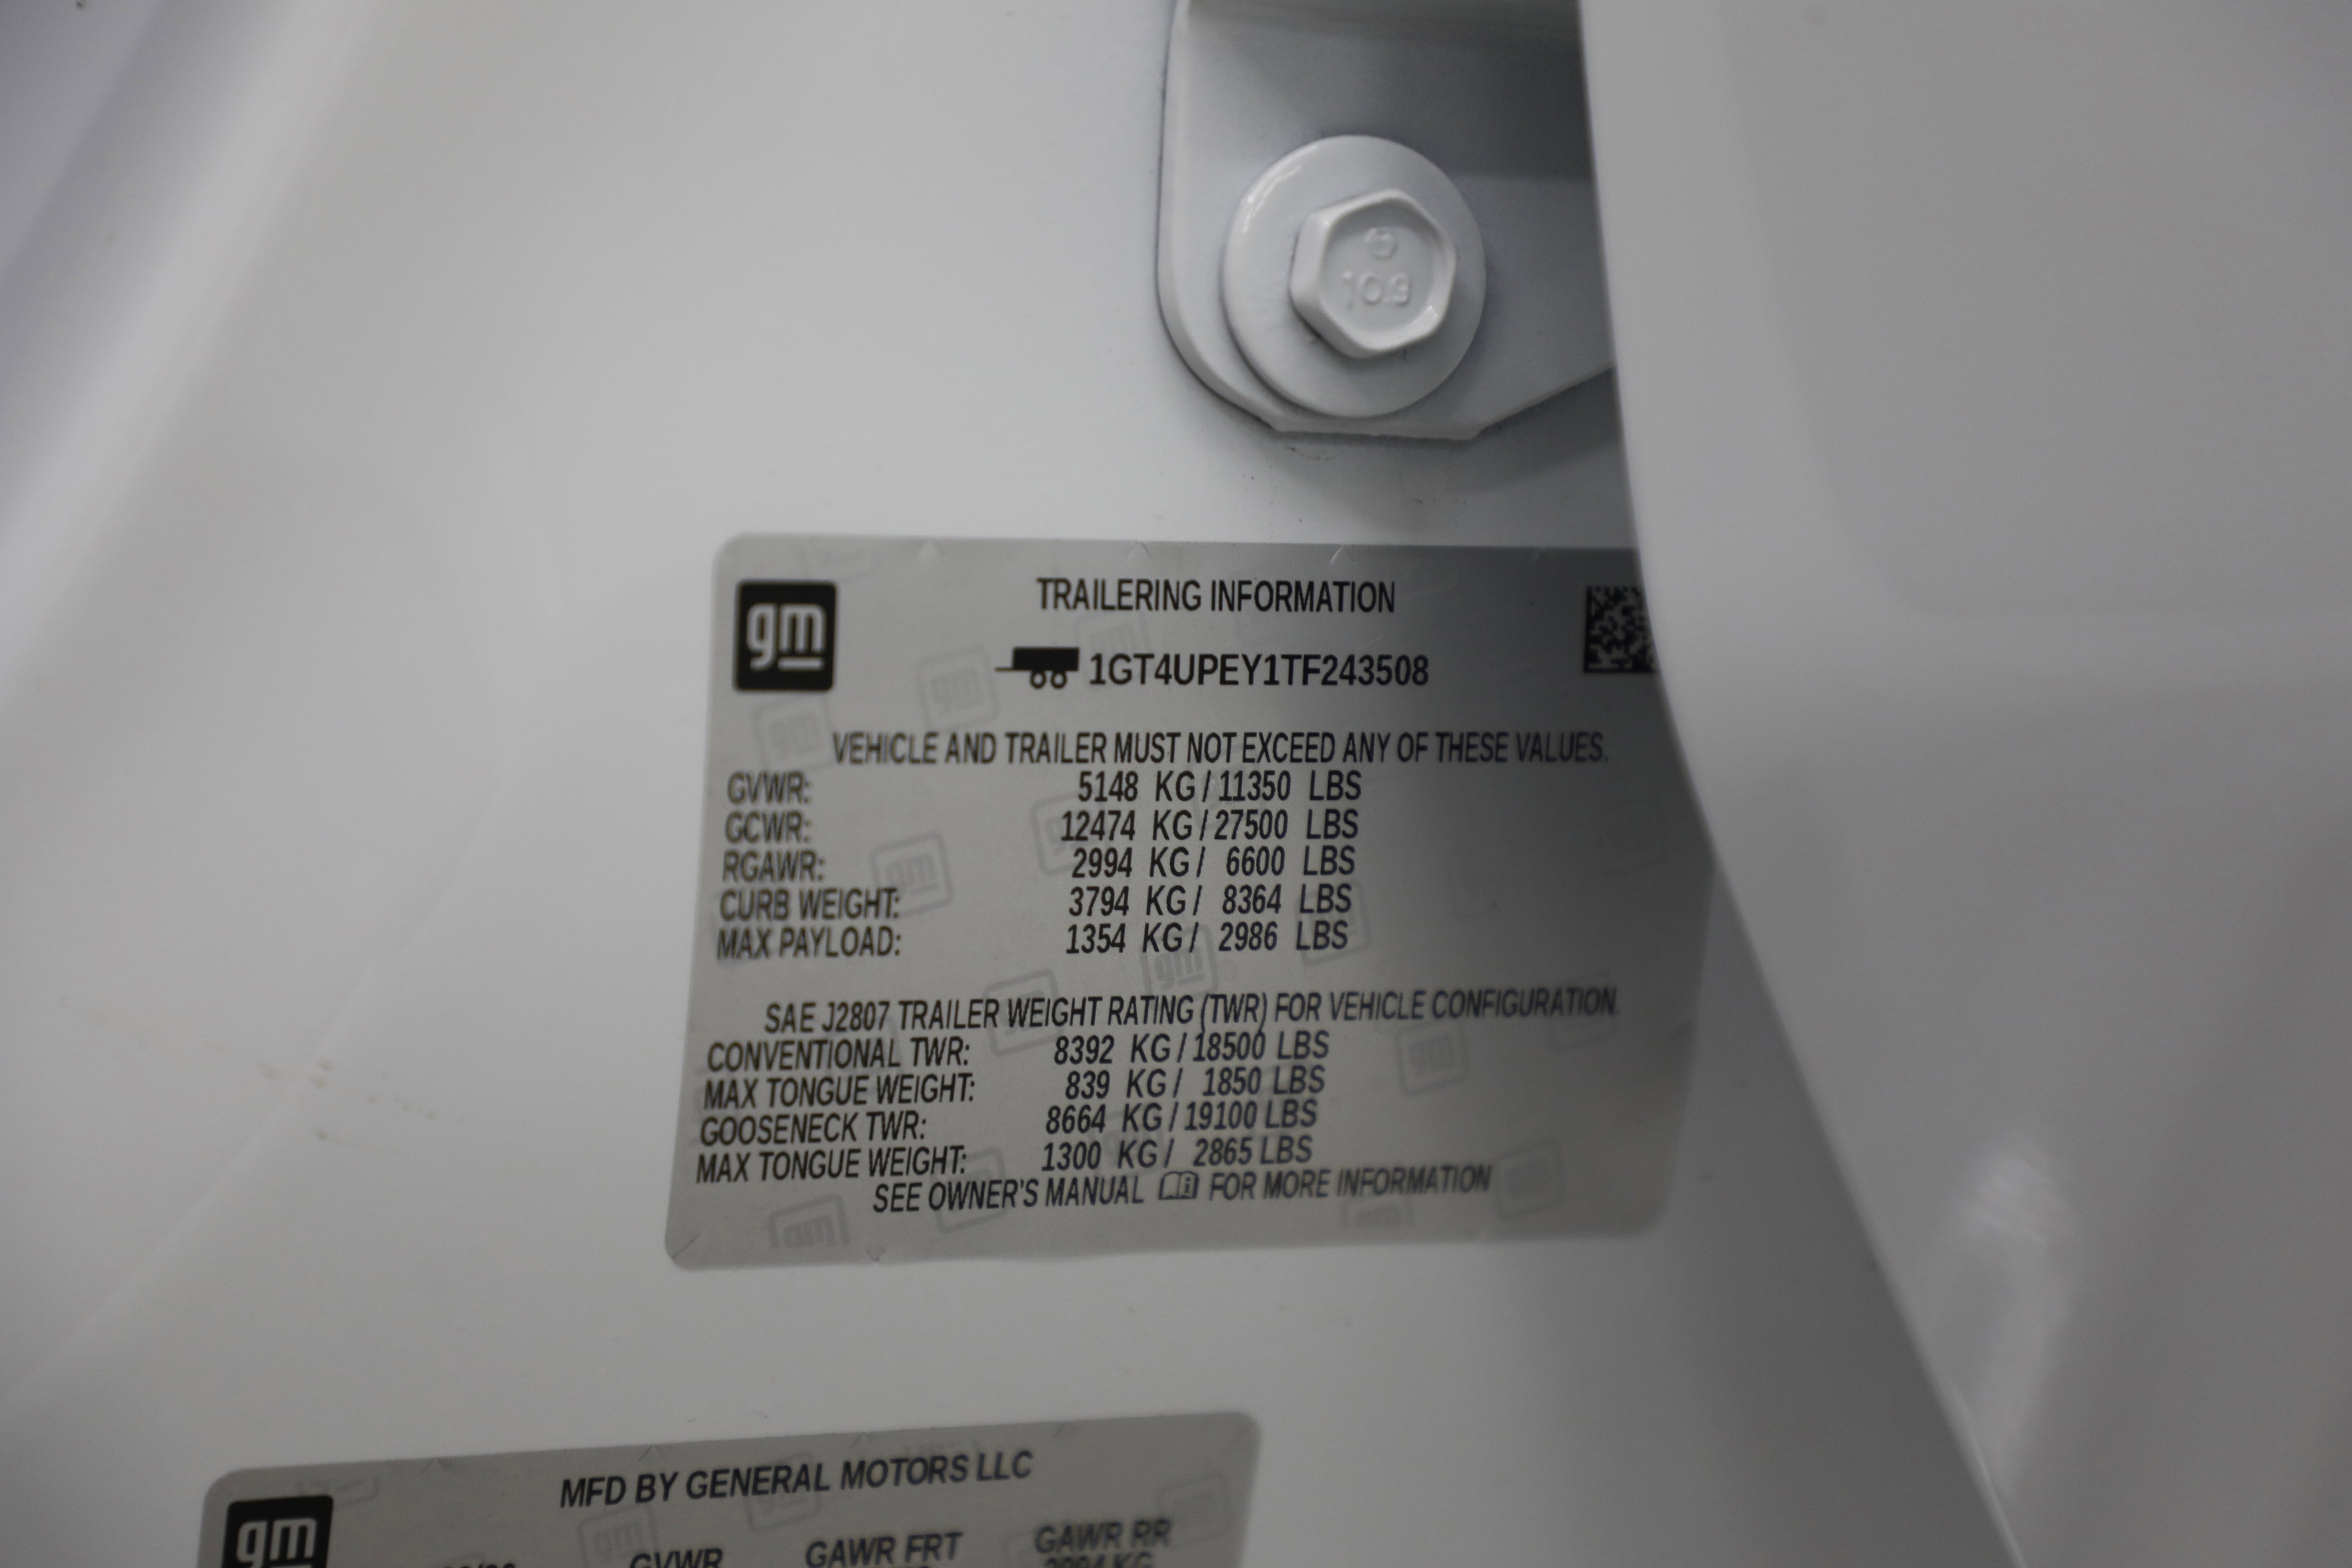 10.9
gm
TRAILERING INFORMATION
1GT4UPEY1TF243508
VEHICLE AND TRAILER MUST NOT EXCEED ANY OF THESE VALUES.
GVWR: 5148 KG / 11350 LBS
GCWR: 12474 KG / 27500 LBS
RGAWR: 2994 KG / 6600 LBS
CURB WEIGHT: 3794 KG / 8364 LBS
MAX PAYLOAD: 1354 KG / 2986 LBS
SAE J2807 TRAILER WEIGHT RATING (TWR) FOR VEHICLE CONFIGURATION.
CONVENTIONAL TWR: 8392 KG / 18500 LBS
MAX TONGUE WEIGHT: 839 KG / 1850 LBS
GOOSENECK TWR: 8664 KG / 19100 LBS
MAX TONGUE WEIGHT: 1300 KG / 2865 LBS
SEE OWNER'S MANUAL FOR MORE INFORMATION
gm
MFD BY GENERAL MOTORS LLC
GVWR GAWR FRT GAWR RR
2994 KG